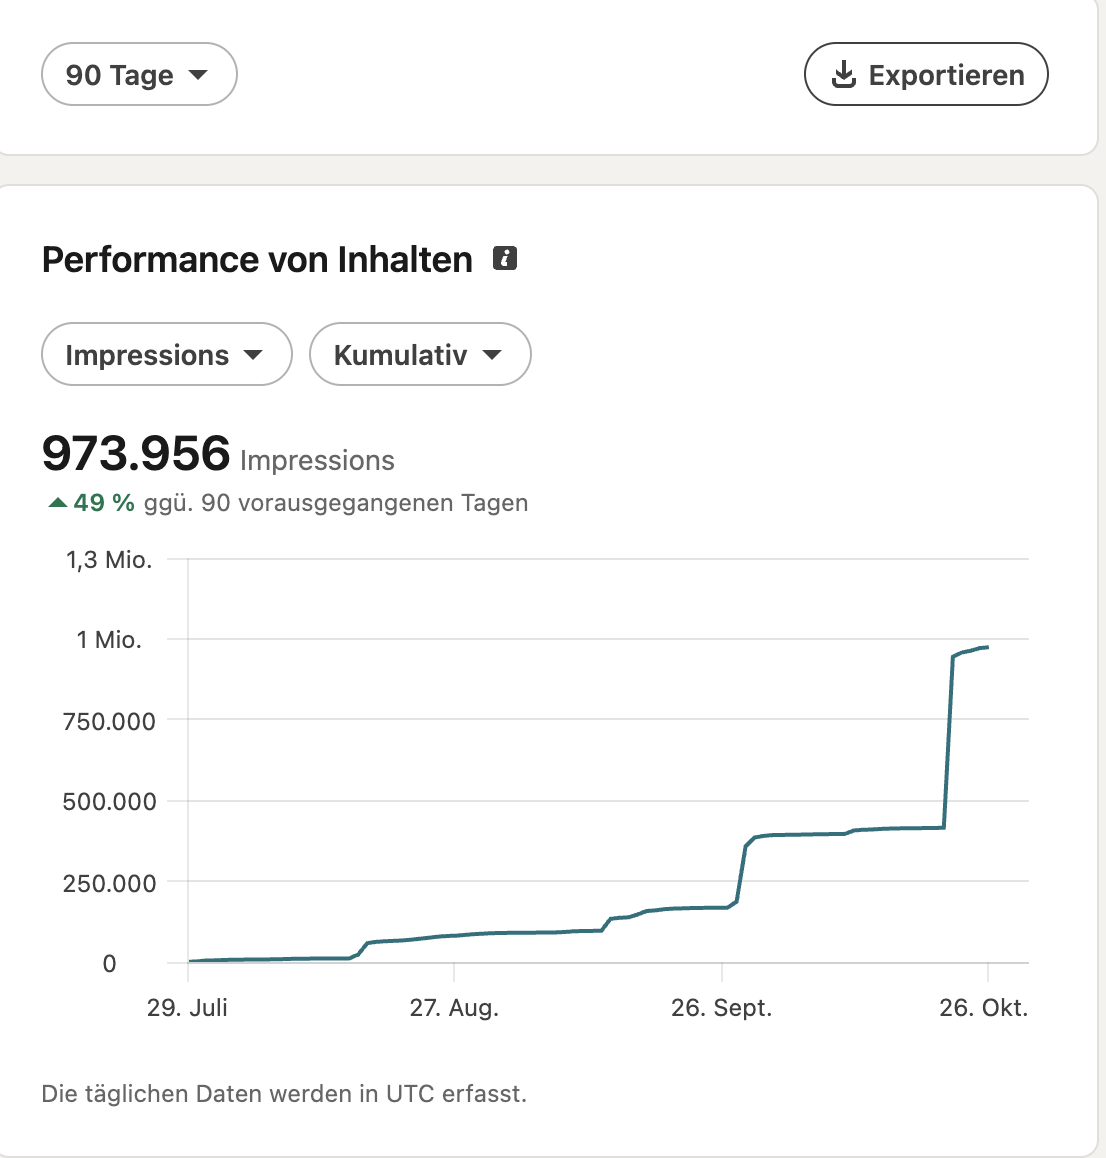 90 Tage
Exportieren
Performance von Inhalten
Impressions
Kumulativ
973.956 Impressions
49 % ggü. 90 vorausgegangenen Tagen
1,3 Mio.
1 Mio.
750.000
500.000
250.000
0
29. Juli
27. Aug.
26. Sept.
26. Okt.
Die täglichen Daten werden in UTC erfasst.